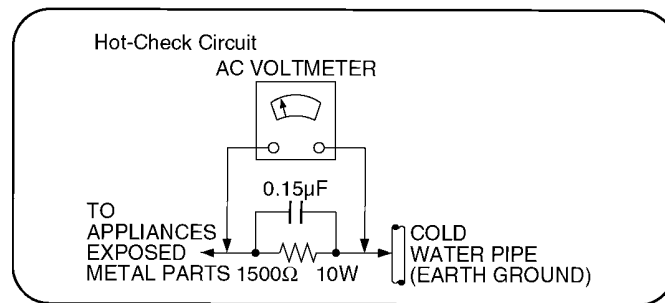 Hot-Check Circuit
AC VOLTMETER
0.15µF
TO
APPLIANCES
EXPOSED
METAL PARTS
1500Ω 10W
COLD
WATER PIPE
(EARTH GROUND)